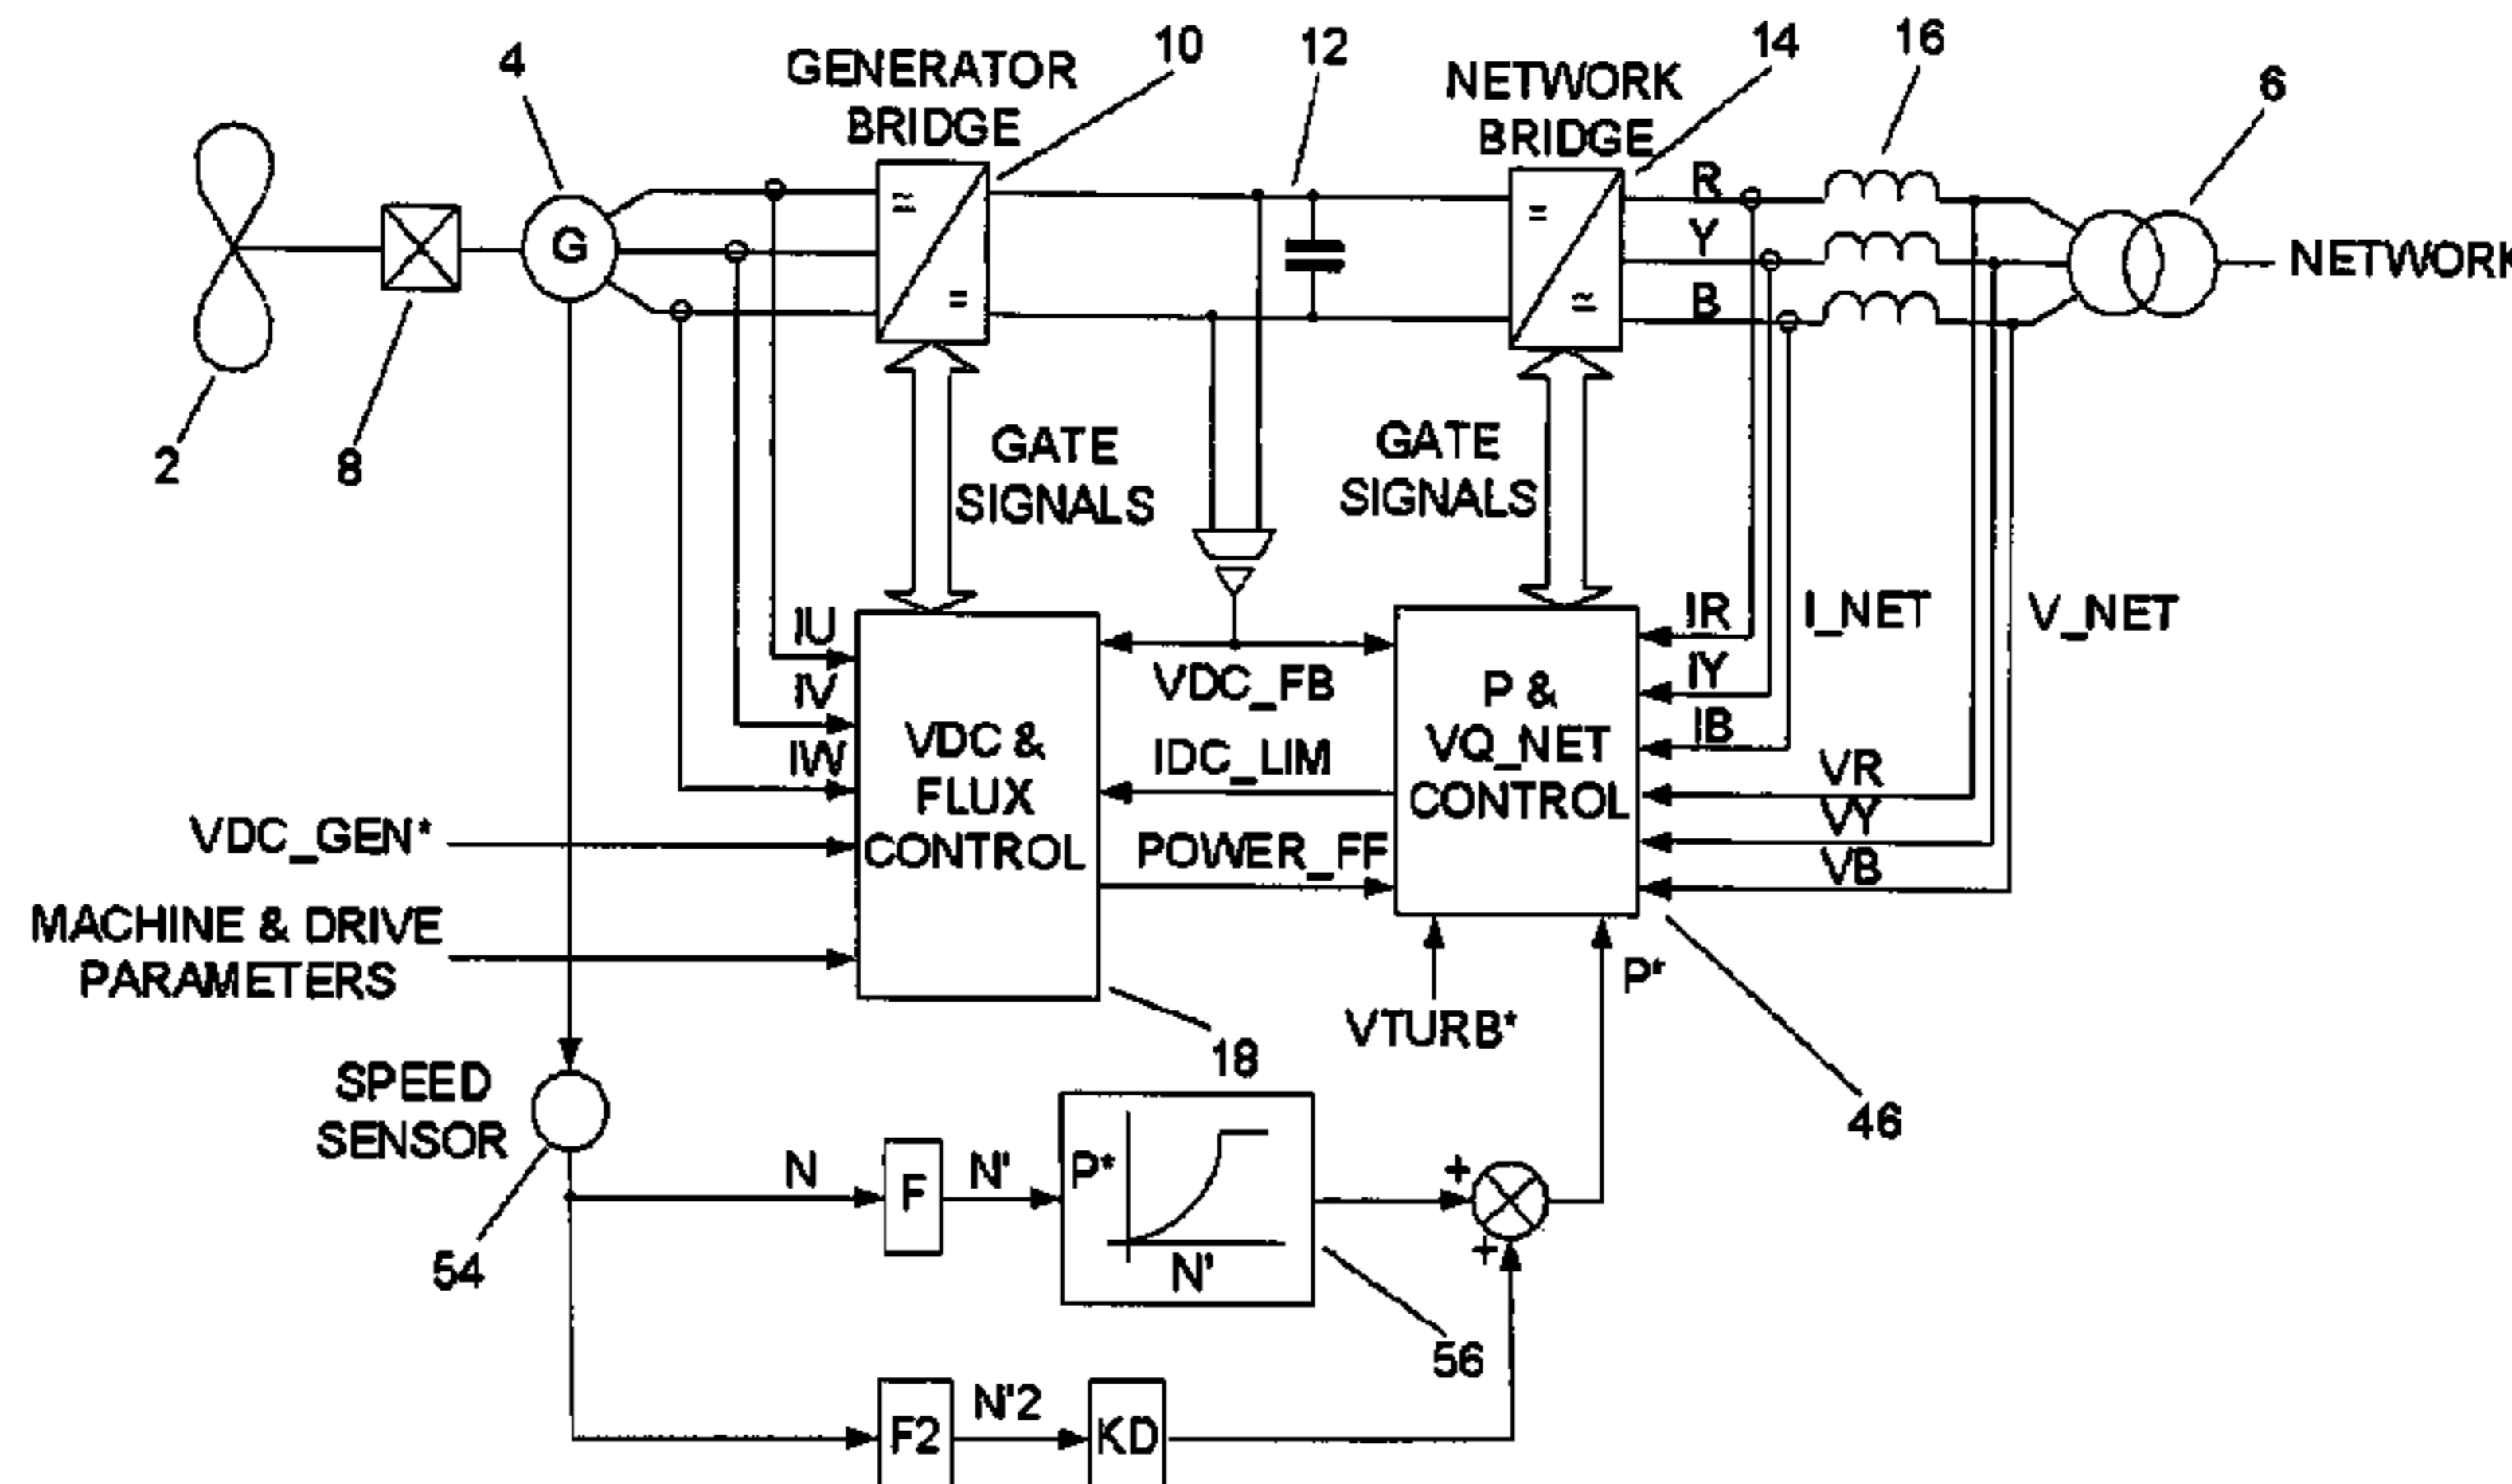 4
GENERATOR
BRIDGE
10
12
NETWORK
BRIDGE
14
16
6
G
≃
=
=
≃
R
Y
B
NETWORK
2
8
GATE
SIGNALS
GATE
SIGNALS
IU
IV
IW
VDC &
FLUX
CONTROL
VDC_FB
IDC_LIM
POWER_FF
P &
VQ_NET
CONTROL
IR
IY
IB
I_NET
V_NET
VR
VY
VB
VDC_GEN*
MACHINE & DRIVE
PARAMETERS
18
VTURB*
P*
46
SPEED
SENSOR
54
N
F
N'
P*
N'
56
+
+
F2
N'2
KD